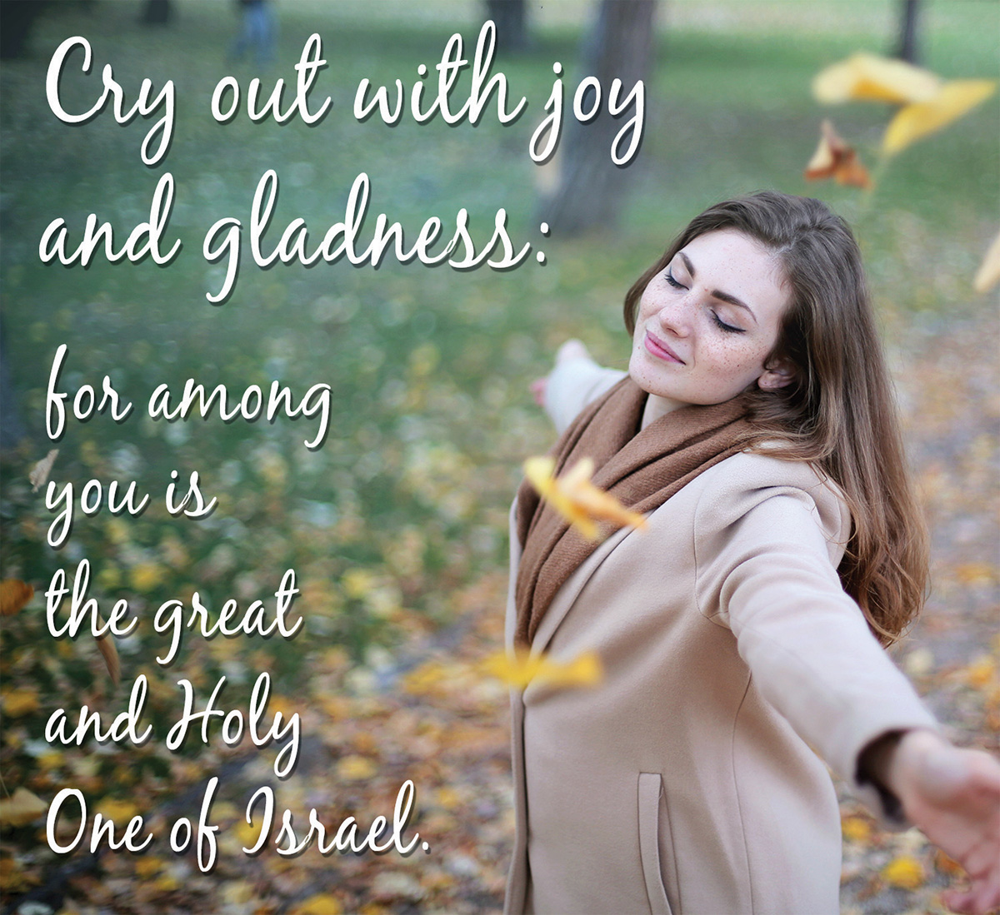 Cry out with joy
and gladness:
for among
you is
the great
and Holy
One of Israel.